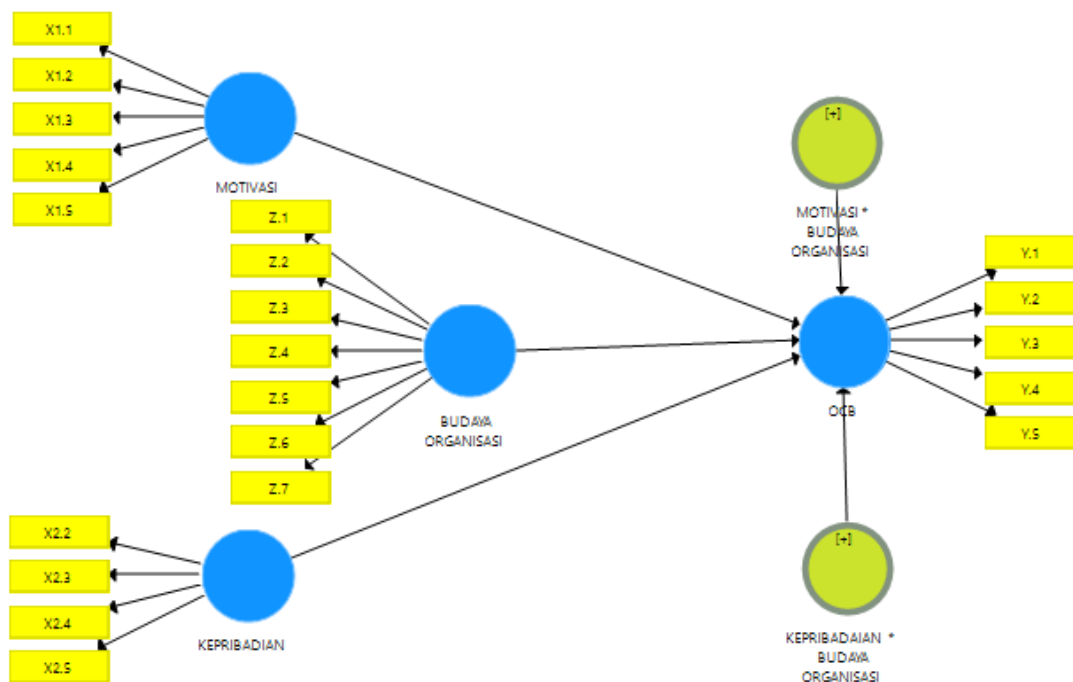 X1.1
X1.2
X1.3
X1.4
X1.5
MOTIVASI
Z.1
Z.2
Z.3
Z.4
Z.5
Z.6
Z.7
BUDAYA
ORGANISASI
X2.2
X2.3
X2.4
X2.5
KEPRIBADIAN
[+]
MOTIVASI *
BUDAYA
ORGANISASI
OCB
Y.1
Y.2
Y.3
Y.4
Y.5
[+]
KEPRIBADAIAN *
BUDAYA
ORGANISASI